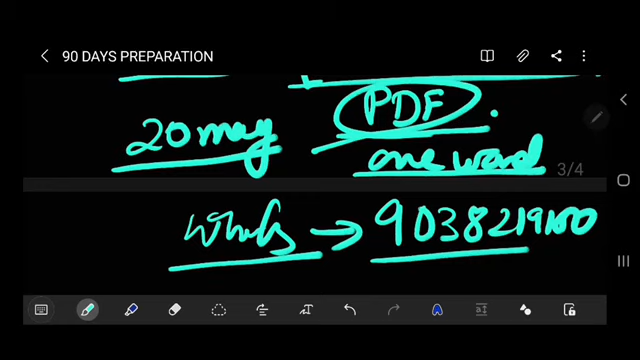 90 DAYS PREPARATION
PDF.
20 may
one word
3/4
Whats → 9038219100